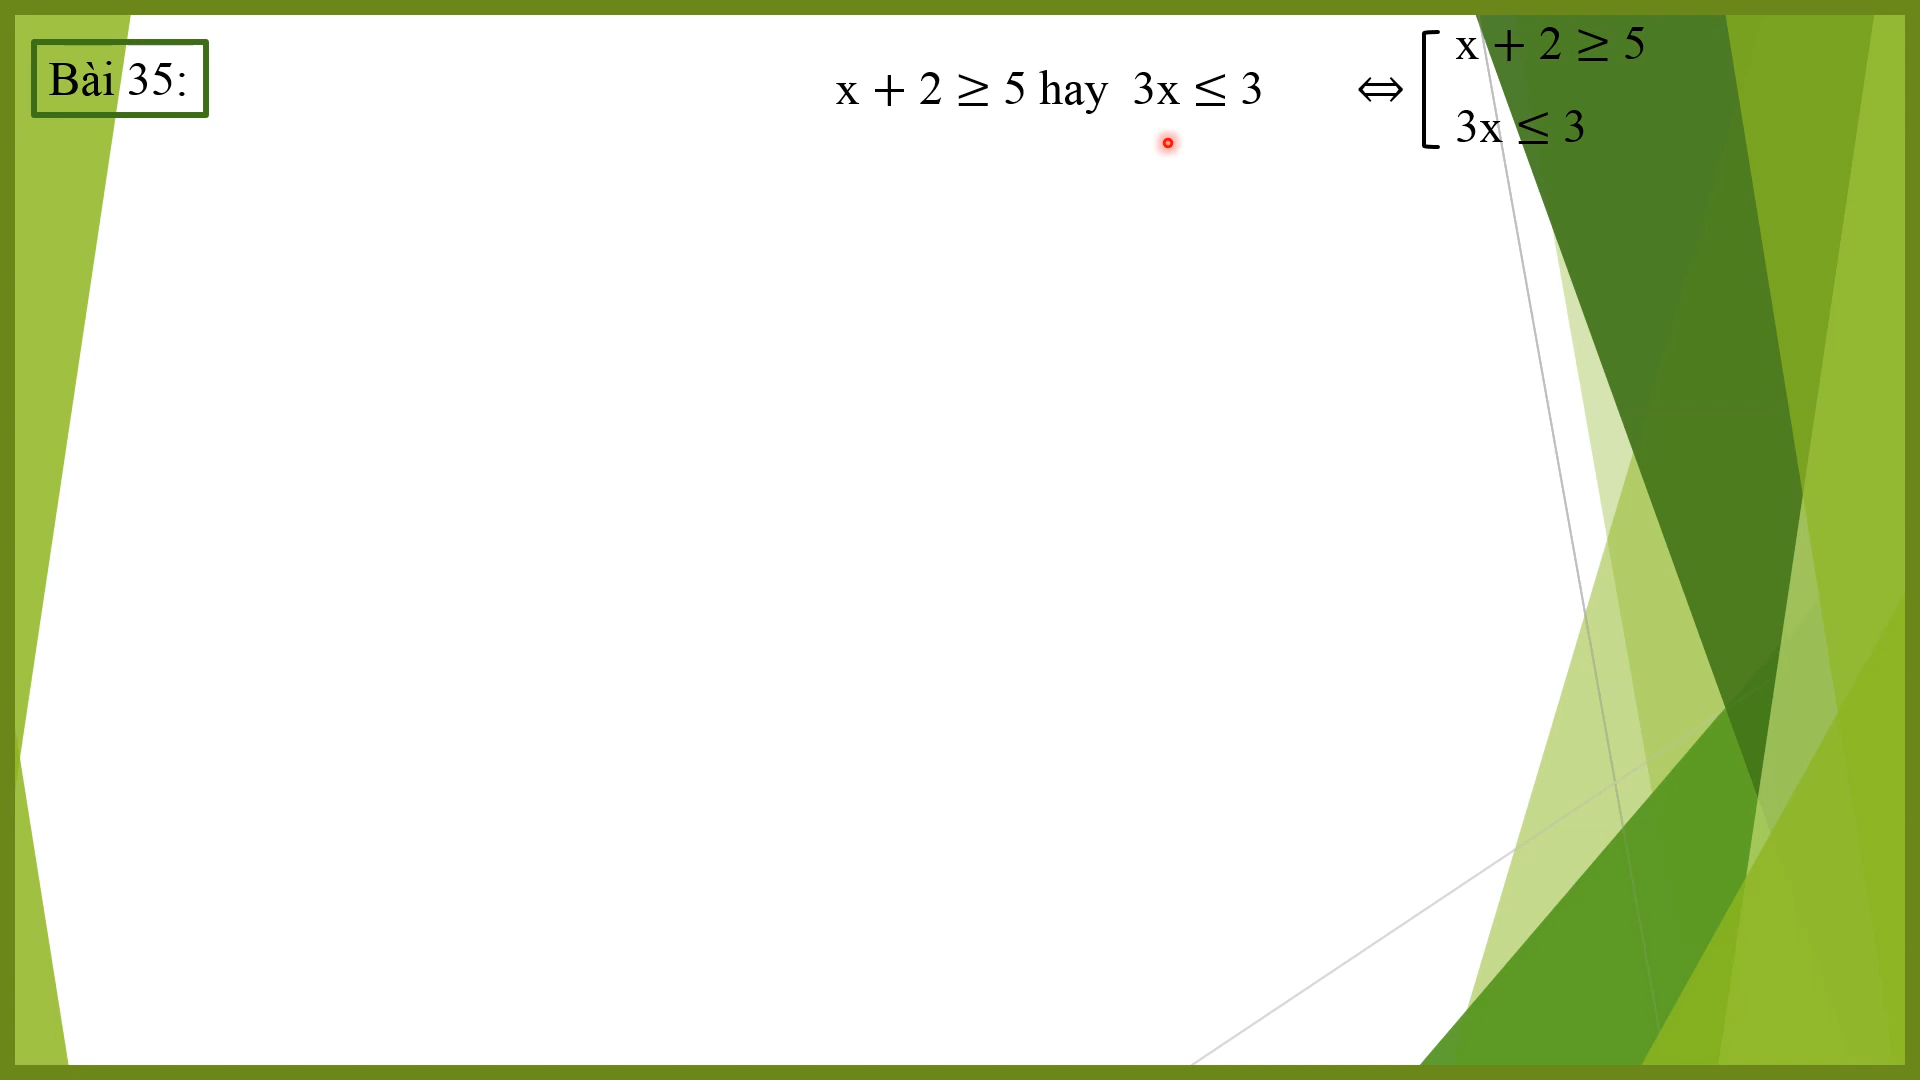 Bài 35:
x + 2 ≥ 5 hay 3x ≤ 3 ⇔ [ x + 2 ≥ 5
3x ≤ 3